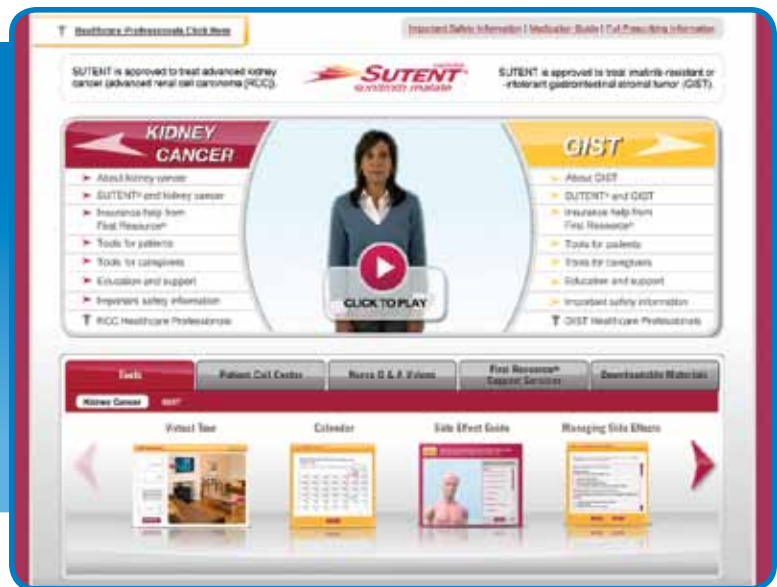 Healthcare Professionals Click Here
Important Safety Information | Medication Guide | Full Prescribing Information
SUTENT is approved to treat advanced kidney
cancer (advanced renal cell carcinoma [RCC]).
SUTENT
sunitinib malate
SUTENT is approved to treat imatinib-resistant or
-intolerant gastrointestinal stromal tumor (GIST).
KIDNEY
CANCER
About kidney cancer
SUTENT® and kidney cancer
Insurance help from
First Resource®
Tools for patients
Tools for caregivers
Education and support
Important safety information
RCC Healthcare Professionals
CLICK TO PLAY
GIST
About GIST
SUTENT® and GIST
Insurance help from
First Resource®
Tools for patients
Tools for caregivers
Education and support
Important safety information
GIST Healthcare Professionals
Tools
Patient Call Center
Nurse Q & A Videos
First Resource®
Support Services
Downloadable Materials
Kidney Cancer
GIST
Virtual Tour
Calendar
Side Effect Guide
Managing Side Effects